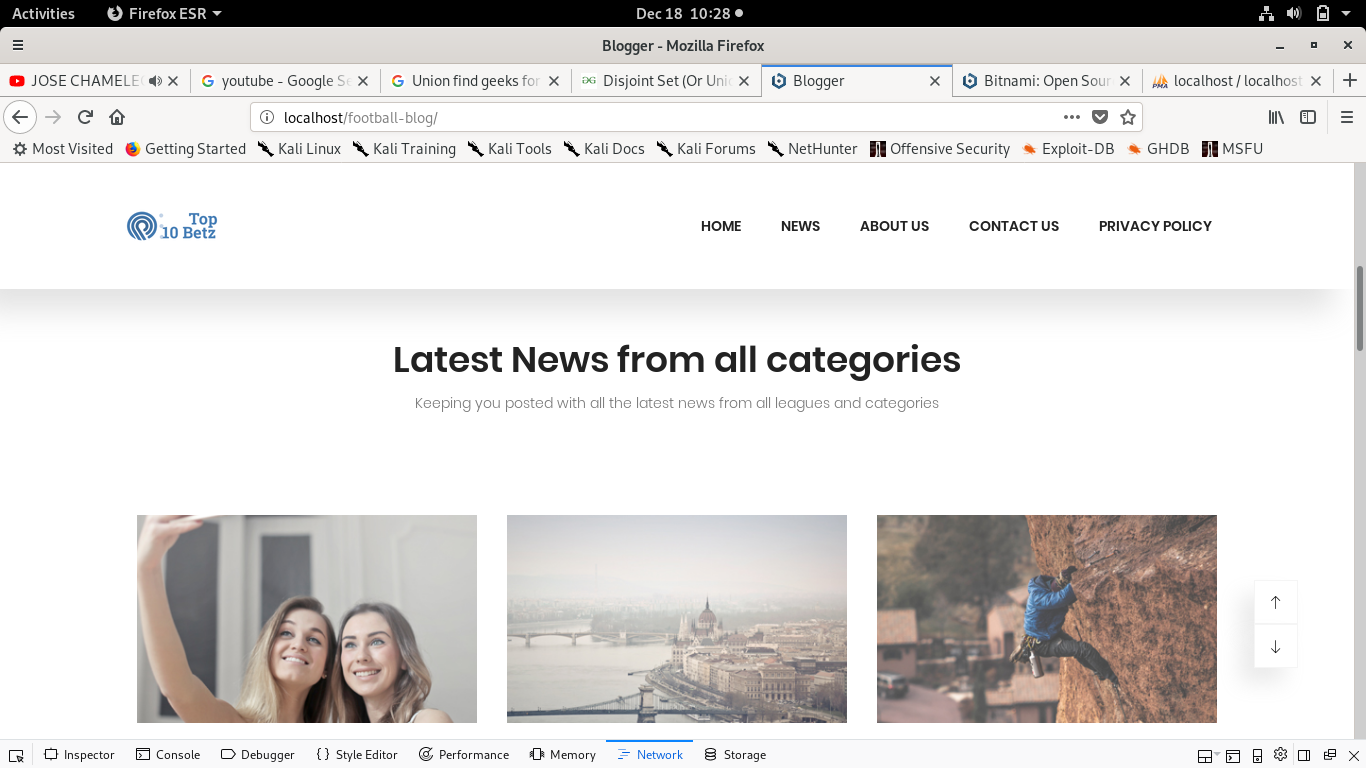 Activities Firefox ESR Dec 18 10:28
Blogger - Mozilla Firefox
JOSE CHAMELE youtube - Google Se Union find geeks for Disjoint Set (Or Unio Blogger Bitnami: Open Sour localhost / localhost
localhost/football-blog/
Most Visited Getting Started Kali Linux Kali Training Kali Tools Kali Docs Kali Forums NetHunter Offensive Security Exploit-DB GHDB MSFU
Top
10 Betz
HOME NEWS ABOUT US CONTACT US PRIVACY POLICY
Latest News from all categories
Keeping you posted with all the latest news from all leagues and categories
Inspector Console Debugger Style Editor Performance Memory Network Storage